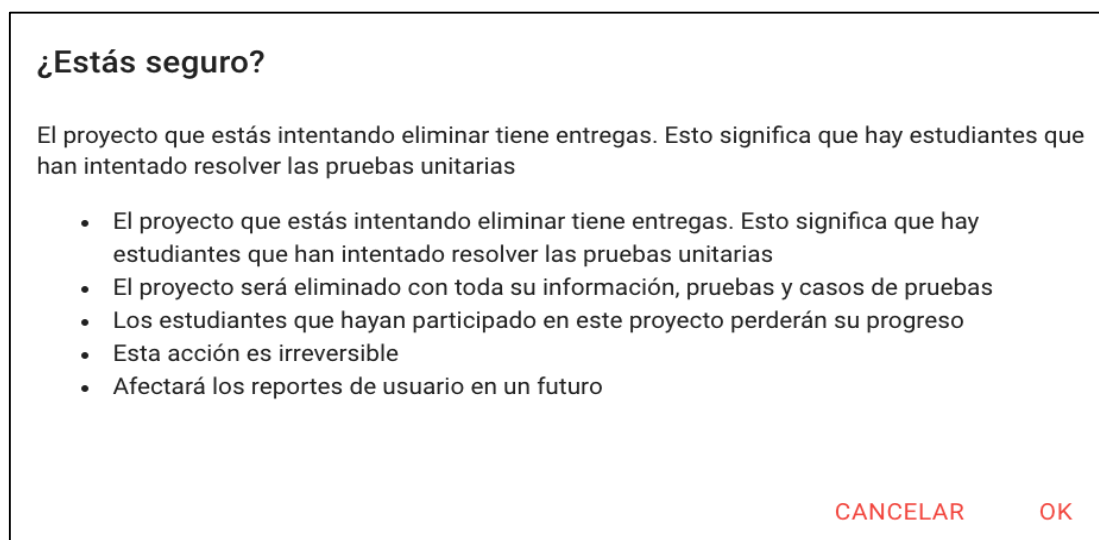 ¿Estás seguro?
El proyecto que estás intentando eliminar tiene entregas. Esto significa que hay estudiantes que
han intentado resolver las pruebas unitarias
• El proyecto que estás intentando eliminar tiene entregas. Esto significa que hay
estudiantes que han intentado resolver las pruebas unitarias
• El proyecto será eliminado con toda su información, pruebas y casos de pruebas
• Los estudiantes que hayan participado en este proyecto perderán su progreso
• Esta acción es irreversible
• Afectará los reportes de usuario en un futuro
CANCELAR OK